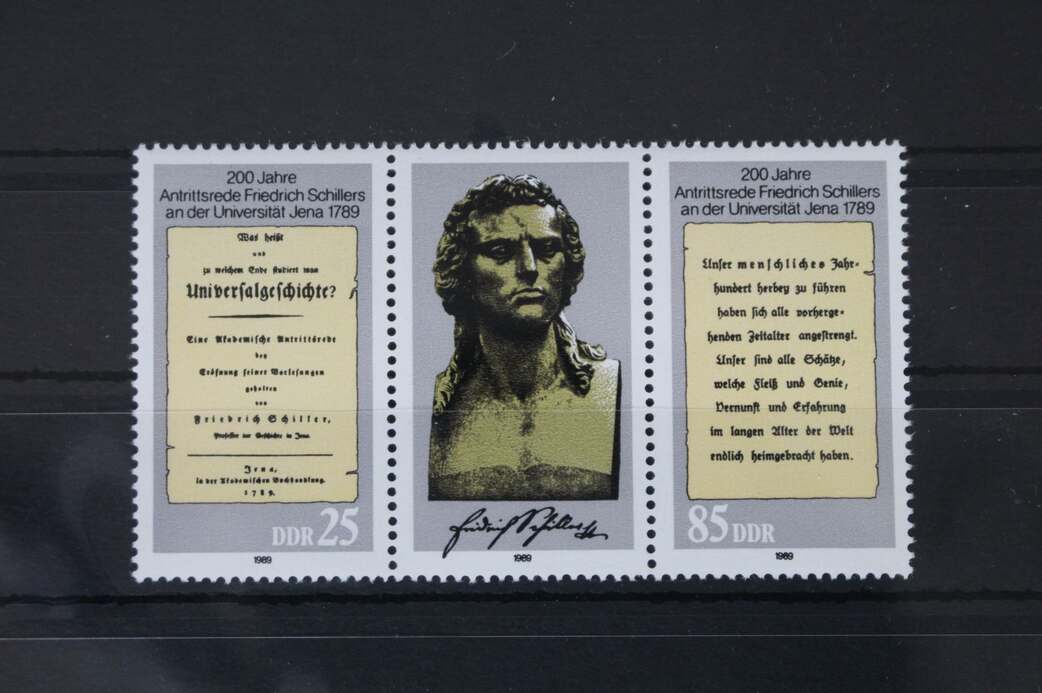 200 Jahre
Antrittsrede Friedrich Schillers
an der Universität Jena 1789
Was heißt
und
zu welchem Ende studiert man
Universalgeschichte?
Eine Akademische Antrittsrede
bey
Eröfnung seiner Vorlesungen
gehalten
von
Friedrich Schiller,
Professor der Geschichte in Jena.
Jena,
in der Akademischen Buchhandlung.
1789.
DDR 25
1989
Friedrich Schiller
1989
200 Jahre
Antrittsrede Friedrich Schillers
an der Universität Jena 1789
Unser menschliches Jahr-
hundert herbey zu führen
haben sich alle vorherge-
henden Zeitalter angestrengt.
Unser sind alle Schätze,
welche Fleiß und Genie,
Vernunft und Erfahrung
im langen Alter der Welt
endlich heimgebracht haben.
85 DDR
1989